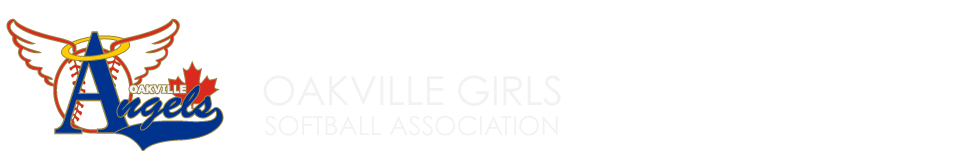 OAKVILLE
Angels
OAKVILLE GIRLS
SOFTBALL ASSOCIATION